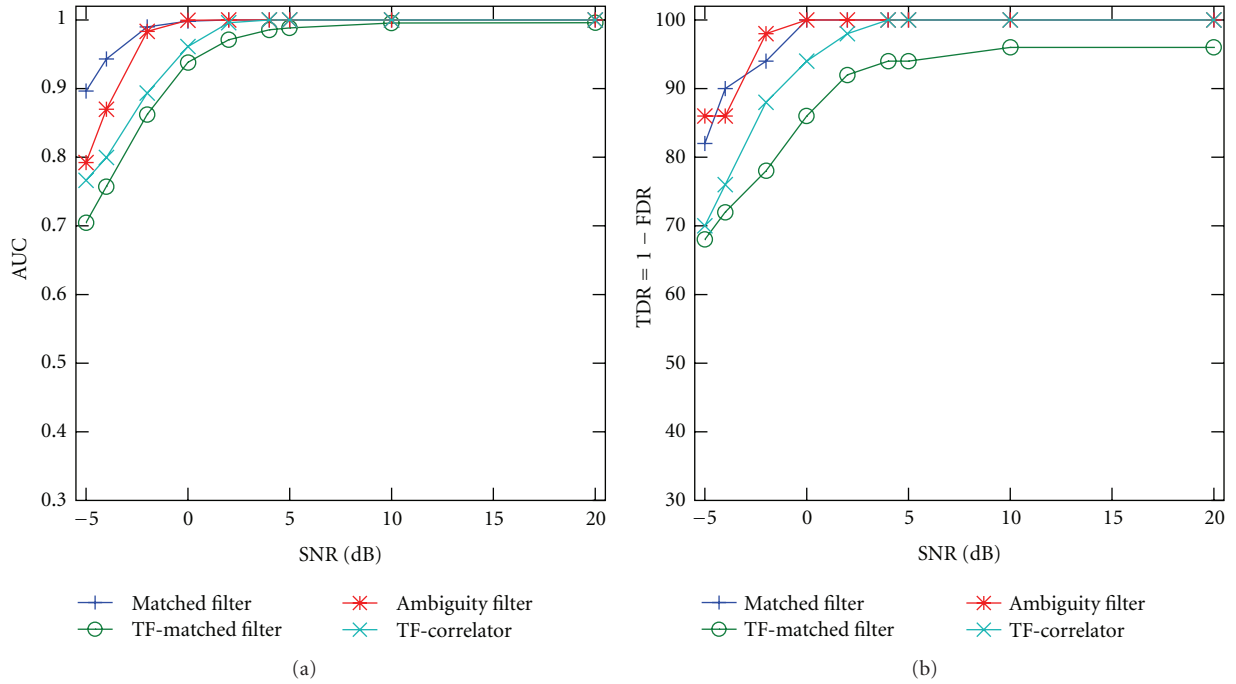 1
0.9
0.8
0.7
0.6
0.5
0.4
0.3
AUC
−5
0
5
10
15
20
SNR (dB)
Matched filter
TF-matched filter
Ambiguity filter
TF-correlator
(a)
100
90
80
70
60
50
40
30
TDR = 1 − FDR
−5
0
5
10
15
20
SNR (dB)
Matched filter
TF-matched filter
Ambiguity filter
TF-correlator
(b)